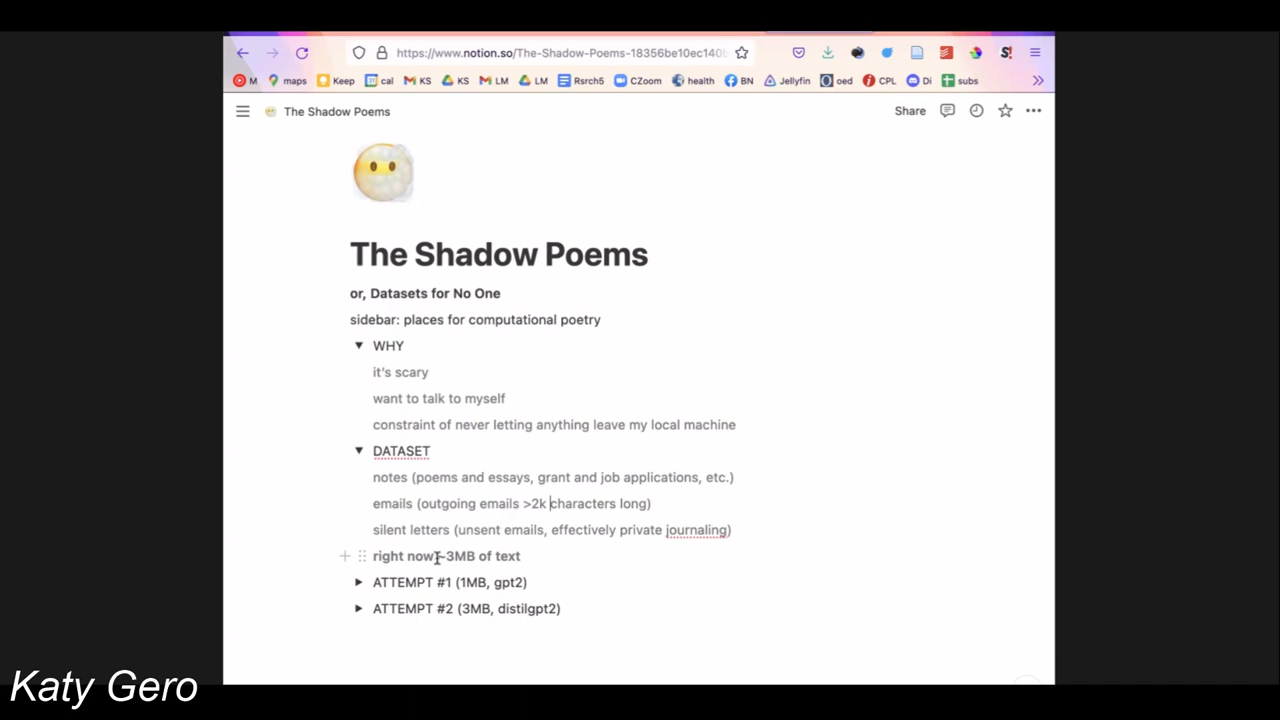 https://www.notion.so/The-Shadow-Poems-18356be10ec140b
M maps Keep cal KS KS LM LM Rsrch5 CZoom health BN Jellyfin oed CPL Di subs
The Shadow Poems Share
The Shadow Poems
or, Datasets for No One
sidebar: places for computational poetry
WHY
it's scary
want to talk to myself
constraint of never letting anything leave my local machine
DATASET
notes (poems and essays, grant and job applications, etc.)
emails (outgoing emails >2k characters long)
silent letters (unsent emails, effectively private journaling)
right now ~3MB of text
ATTEMPT #1 (1MB, gpt2)
ATTEMPT #2 (3MB, distilgpt2)
Katy Gero